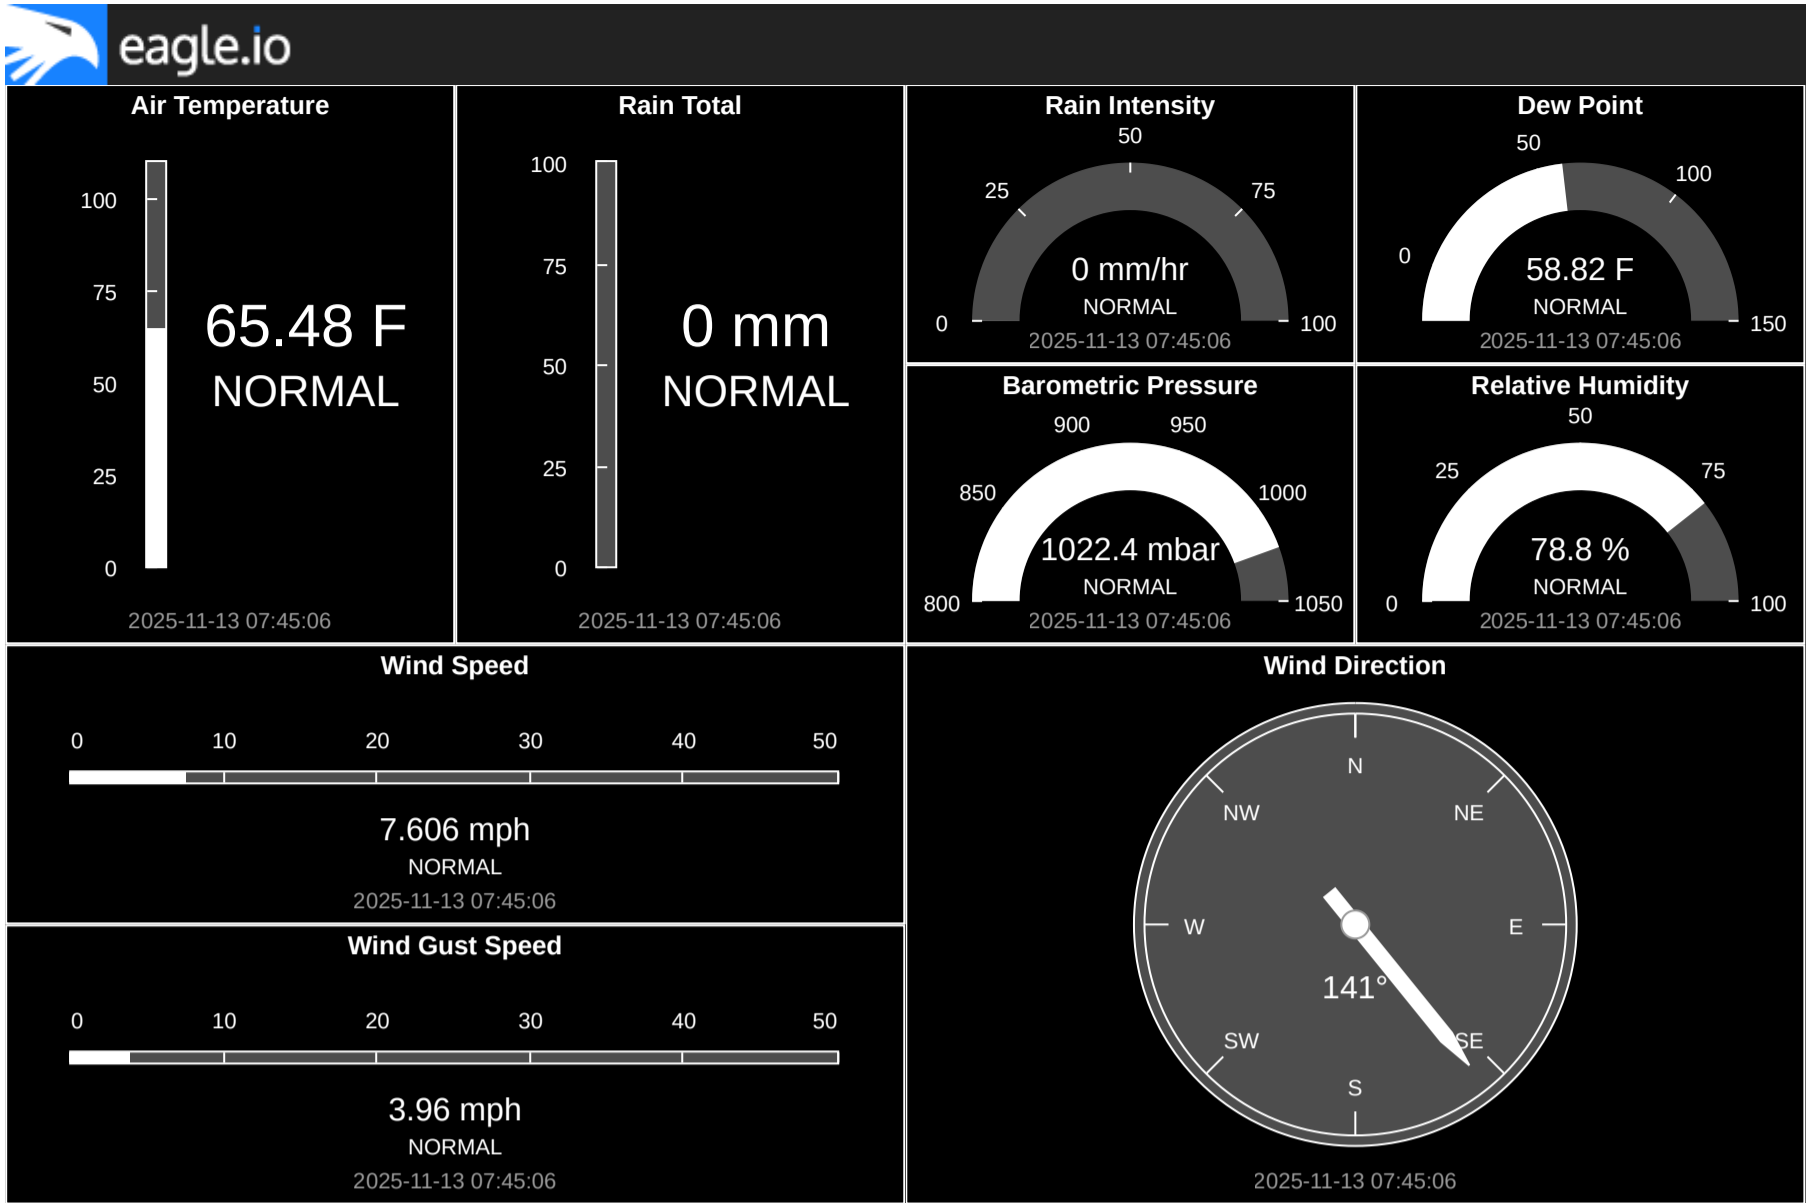 eagle.io
Air Temperature
100
75
50
25
0
65.48 F
NORMAL
2025-11-13 07:45:06
Rain Total
100
75
50
25
0
0 mm
NORMAL
2025-11-13 07:45:06
Rain Intensity
50
25
75
0
100
0 mm/hr
NORMAL
2025-11-13 07:45:06
Dew Point
50
100
0
150
58.82 F
NORMAL
2025-11-13 07:45:06
Barometric Pressure
900
950
850
1000
800
1050
1022.4 mbar
NORMAL
2025-11-13 07:45:06
Relative Humidity
50
25
75
0
100
78.8 %
NORMAL
2025-11-13 07:45:06
Wind Speed
0 10 20 30 40 50
7.606 mph
NORMAL
2025-11-13 07:45:06
Wind Gust Speed
0 10 20 30 40 50
3.96 mph
NORMAL
2025-11-13 07:45:06
Wind Direction
N
NW NE
W E
141°
SW SE
S
2025-11-13 07:45:06